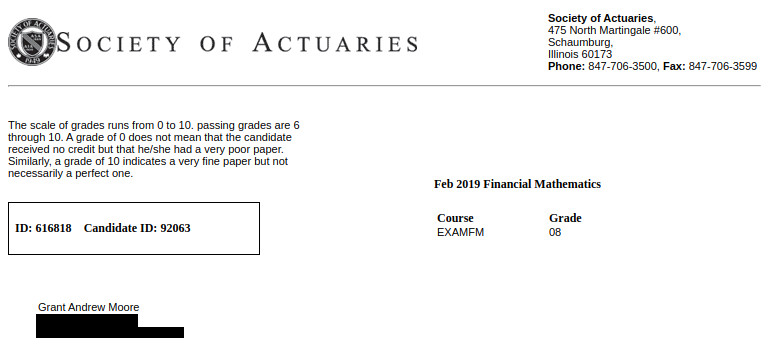 SOCIETY OF ACTUARIES
1949
SOCIETY OF ACTUARIES
Society of Actuaries,
475 North Martingale #600,
Schaumburg,
Illinois 60173
Phone: 847-706-3500, Fax: 847-706-3599
The scale of grades runs from 0 to 10. passing grades are 6
through 10. A grade of 0 does not mean that the candidate
received no credit but that he/she had a very poor paper.
Similarly, a grade of 10 indicates a very fine paper but not
necessarily a perfect one.
Feb 2019 Financial Mathematics
ID: 616818 Candidate ID: 92063
Course Grade
EXAMFM 08
Grant Andrew Moore